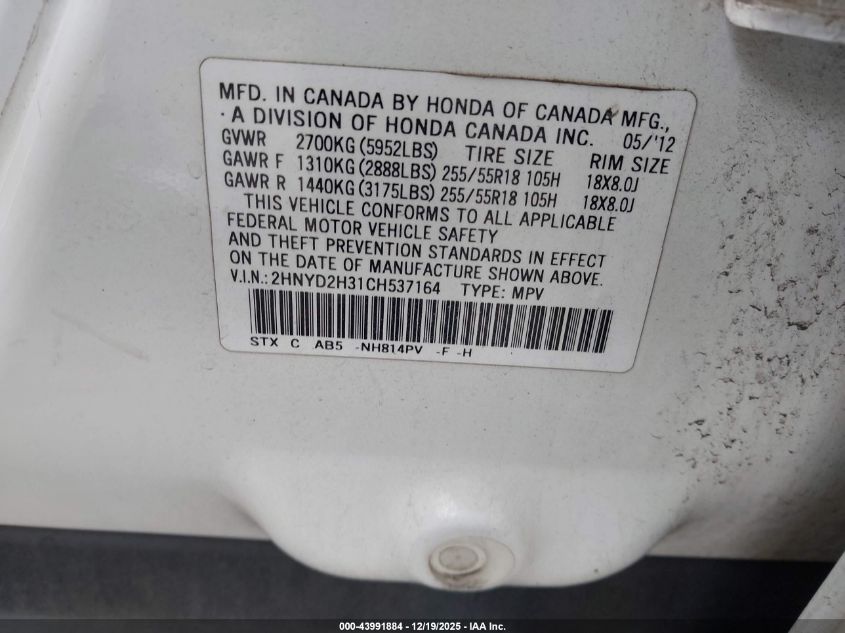 MFD. IN CANADA BY HONDA OF CANADA MFG.,
A DIVISION OF HONDA CANADA INC. 05/'12
GVWR 2700KG (5952LBS) TIRE SIZE RIM SIZE
GAWR F 1310KG (2888LBS) 255/55R18 105H 18X8.0J
GAWR R 1440KG (3175LBS) 255/55R18 105H 18X8.0J
THIS VEHICLE CONFORMS TO ALL APPLICABLE
FEDERAL MOTOR VEHICLE SAFETY
AND THEFT PREVENTION STANDARDS IN EFFECT
ON THE DATE OF MANUFACTURE SHOWN ABOVE.
V.I.N.: 2HNYD2H31CH537164 TYPE: MPV
STX C AB5 -NH814PV -F -H
000-43991884 - 12/19/2025 - IAA Inc.